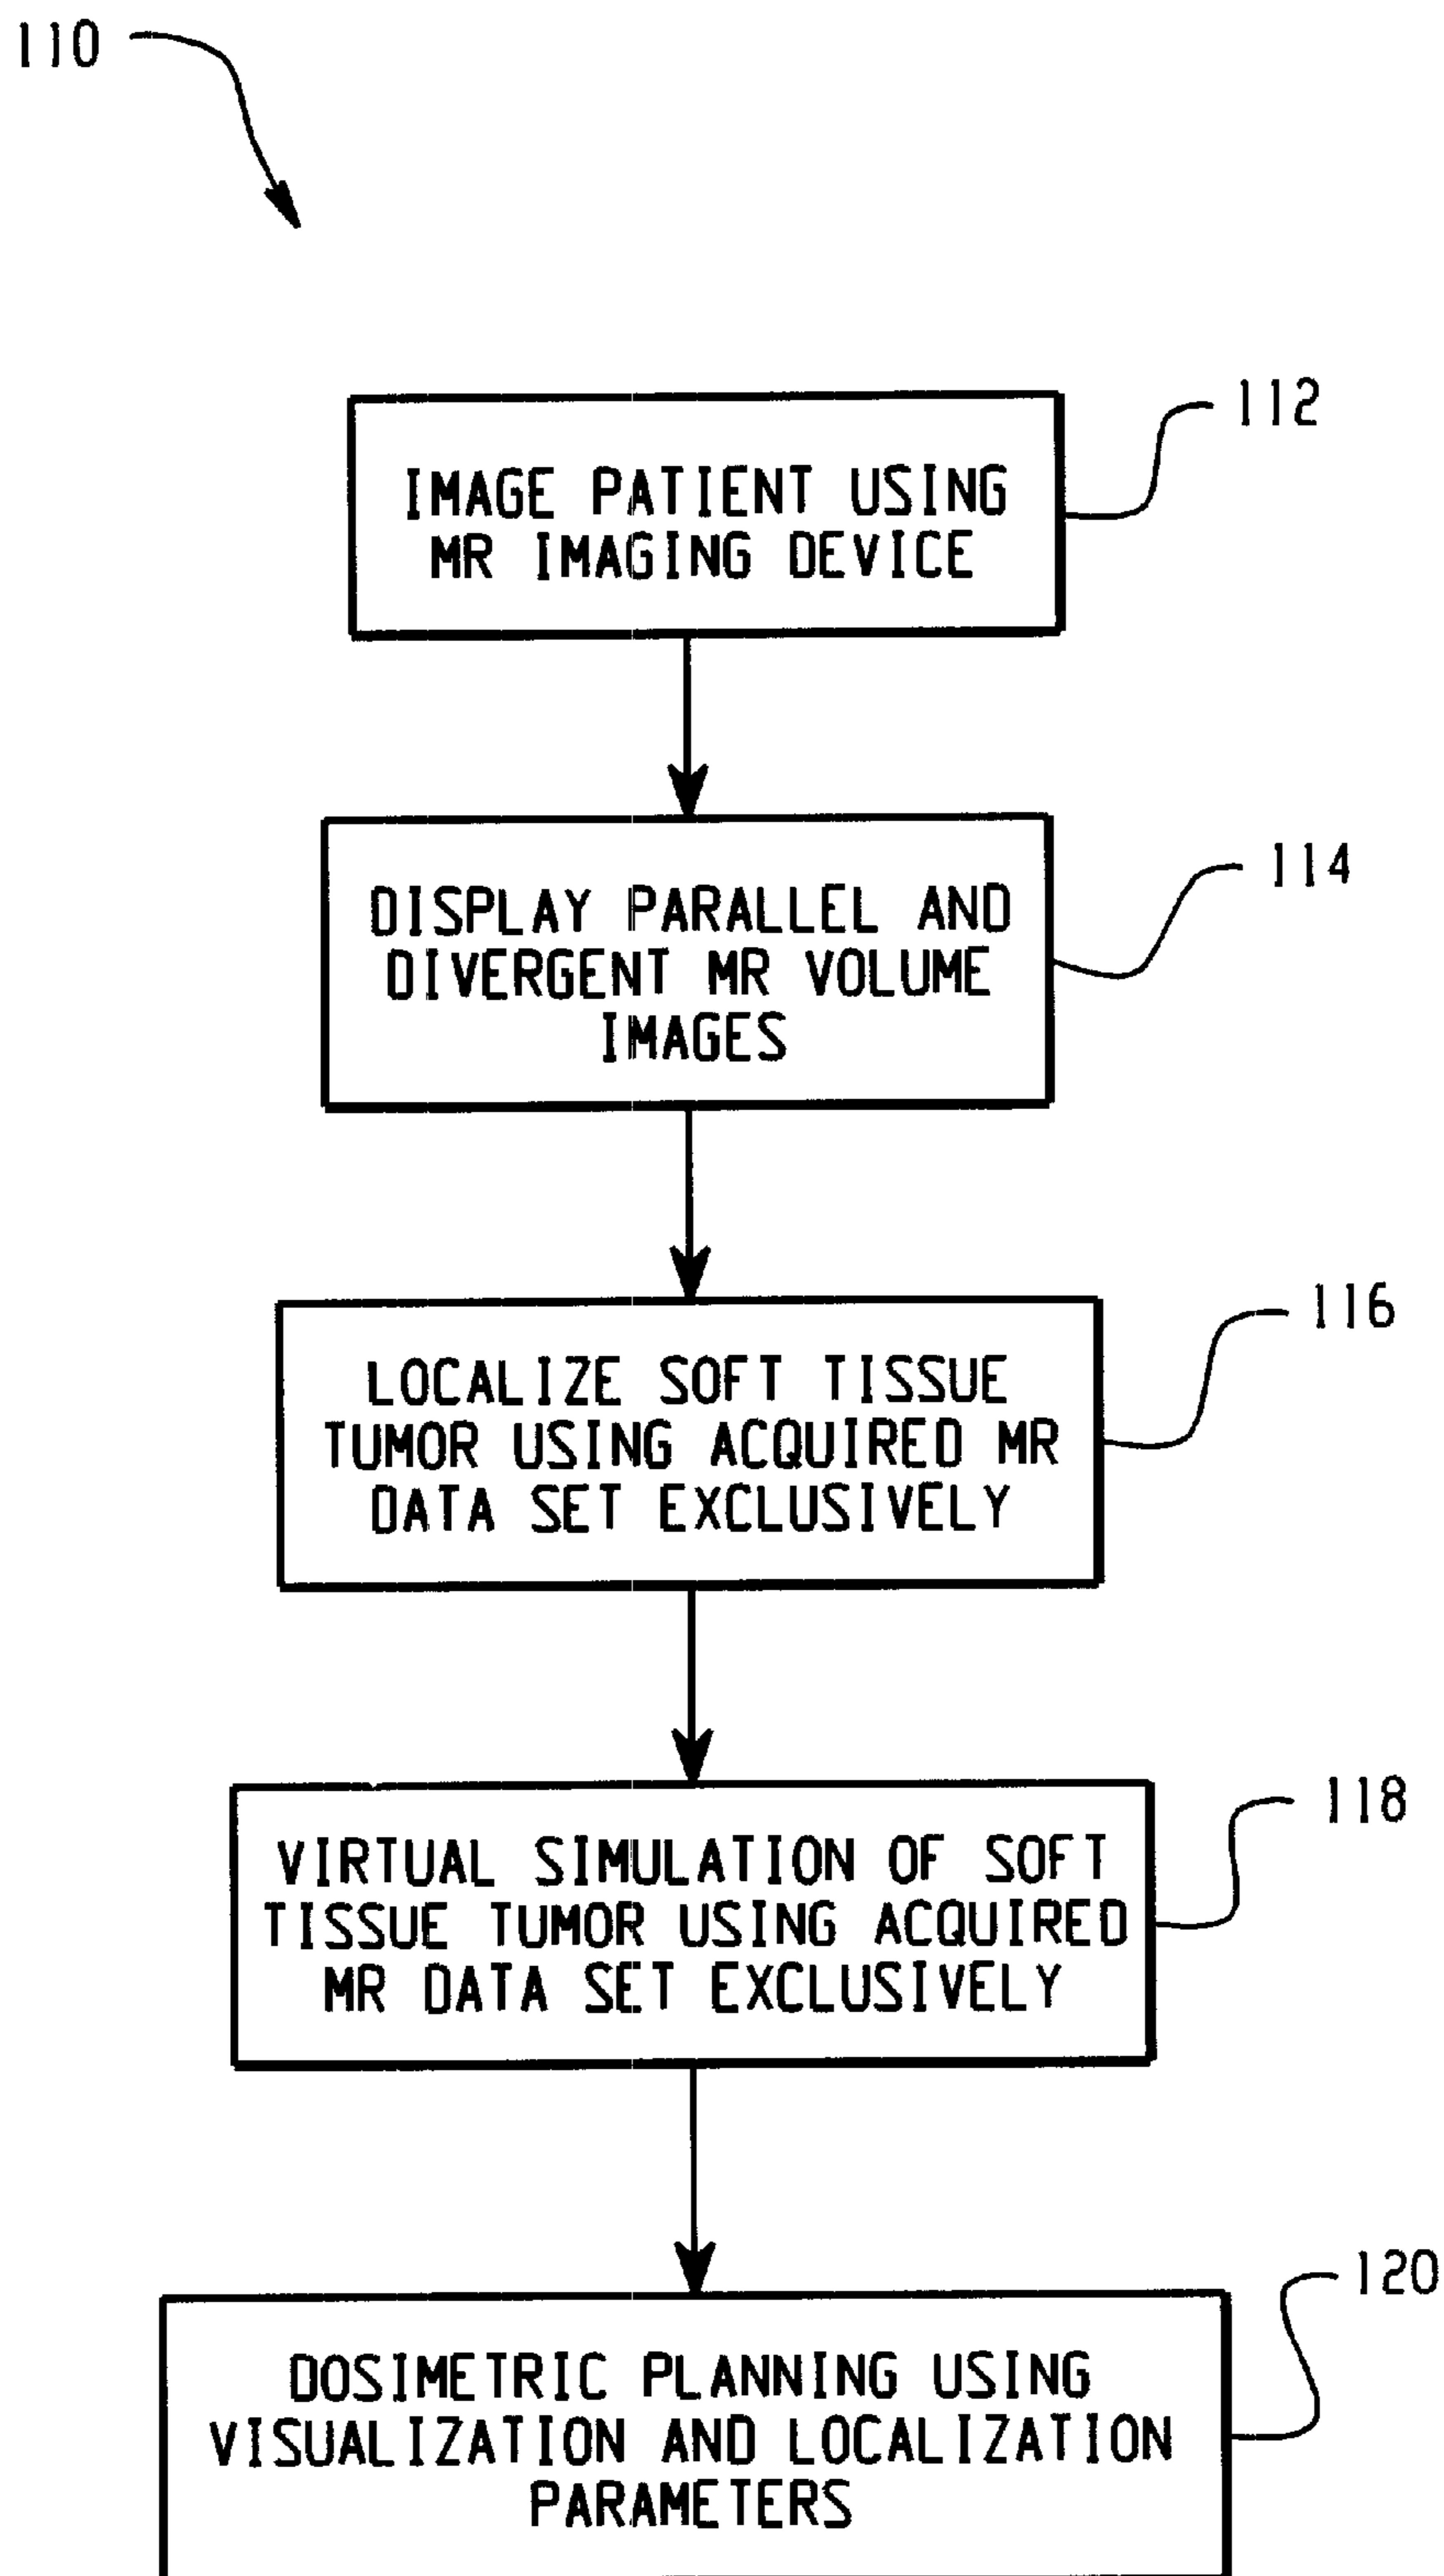 110
112
IMAGE PATIENT USING
MR IMAGING DEVICE
114
DISPLAY PARALLEL AND
DIVERGENT MR VOLUME
IMAGES
116
LOCALIZE SOFT TISSUE
TUMOR USING ACQUIRED MR
DATA SET EXCLUSIVELY
118
VIRTUAL SIMULATION OF SOFT
TISSUE TUMOR USING ACQUIRED
MR DATA SET EXCLUSIVELY
120
DOSIMETRIC PLANNING USING
VISUALIZATION AND LOCALIZATION
PARAMETERS